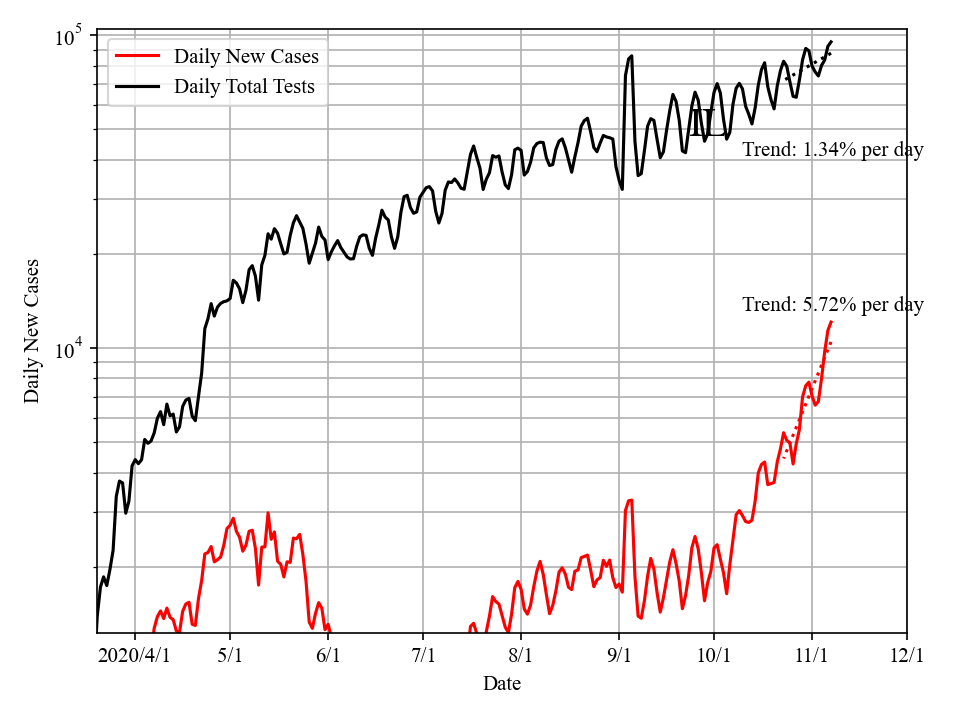 10^5
Daily New Cases
Daily Total Tests
IL
Trend: 1.34% per day
Trend: 5.72% per day
10^4
Daily New Cases
2020/4/1 5/1 6/1 7/1 8/1 9/1 10/1 11/1 12/1
Date